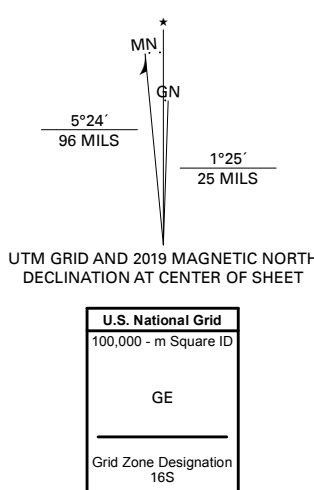 ★
MN
GN
5°24´
96 MILS
1°25´
25 MILS
UTM GRID AND 2019 MAGNETIC NORTH
DECLINATION AT CENTER OF SHEET
U.S. National Grid
100,000 - m Square ID
GE
Grid Zone Designation
16S